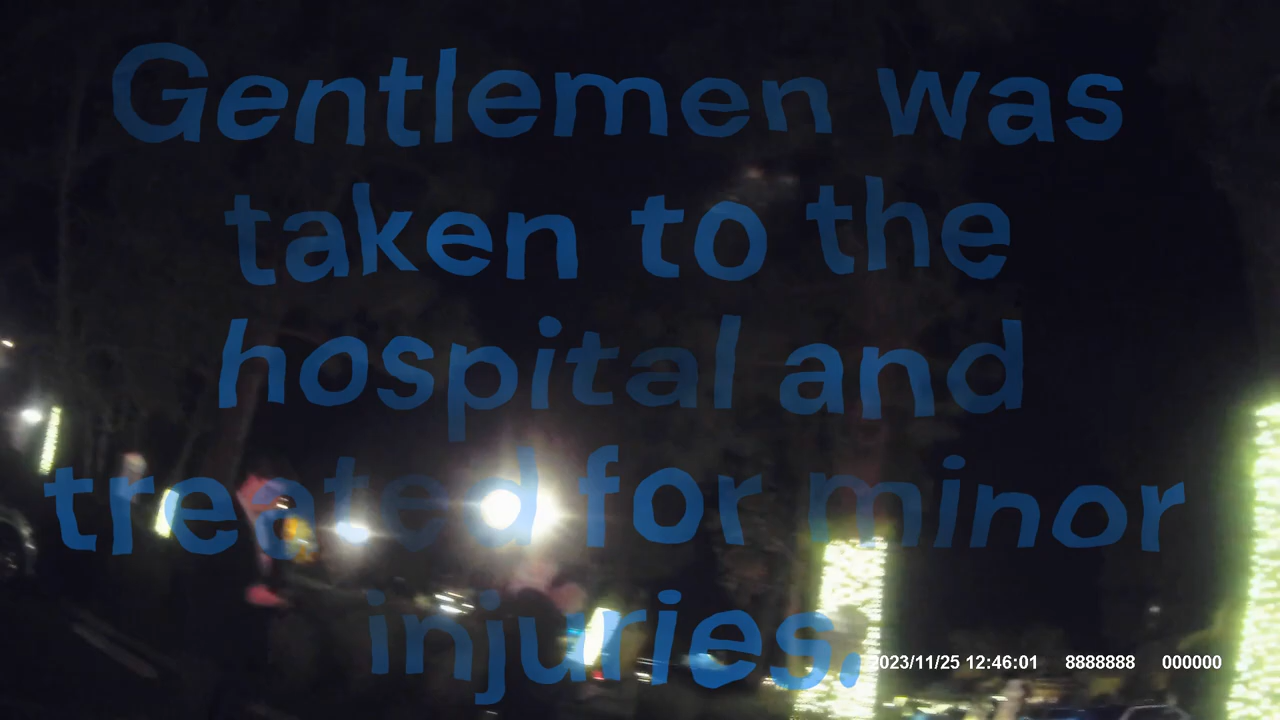 Gentlemen was
taken to the
hospital and
treated for minor
injuries.
2023/11/25 12:46:01 8888888 000000